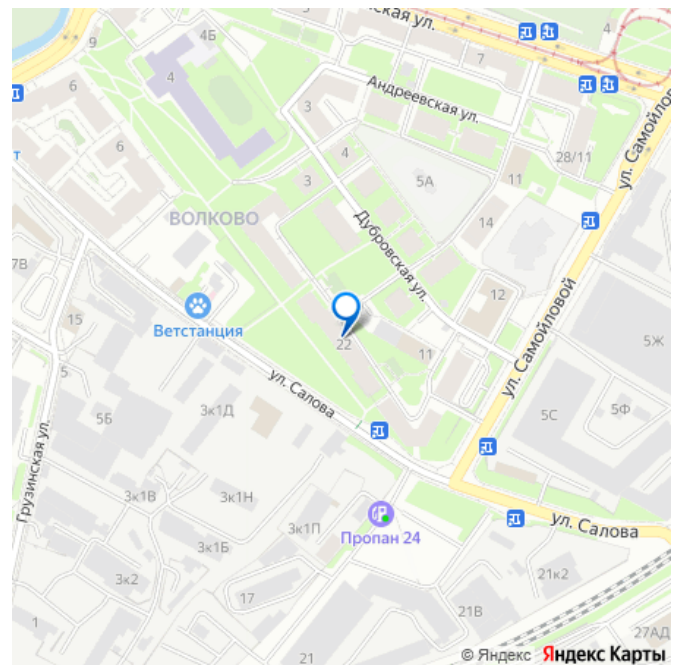 ская ул.
4Б
9
4
4
7
6
Андреевская ул.
3
6
4
28/11
ул. Самойлов
т
3
5А
11
ВОЛКОВО
14
Дубровская ул.
7В
12
15
Ветстанция
22
11
5Ж
5
ул. Салова
ул. Самойловой
5Б
3к1Д
5С
5Ф
Грузинская ул.
3к1В
3к1Н
3к1П
Пропан 24
ул. Салова
3к1Б
3к2
21к2
17
21В
1
21
27АД
© Яндекс Яндекс Карты